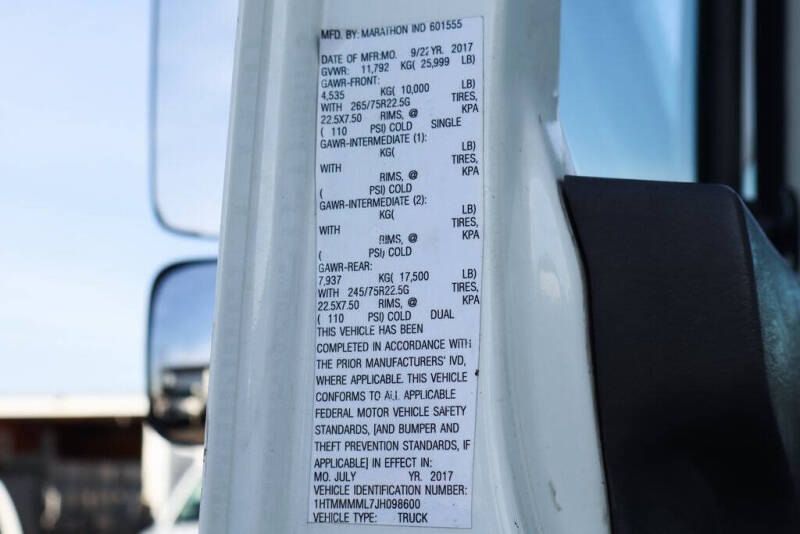 MFD. BY: MARATHON IND 601555
DATE OF MFR:MO. 9/22 YR. 2017
GVWR: 11,792 KG( 25,999 LB)
GAWR-FRONT:
4,535 KG( 10,000 LB)
WITH 265/75R22.5G TIRES,
22.5X7.50 RIMS, @ KPA
( 110 PSI) COLD SINGLE
GAWR-INTERMEDIATE (1):
KG( LB)
WITH TIRES,
RIMS, @ KPA
( PSI) COLD
GAWR-INTERMEDIATE (2):
KG( LB)
WITH TIRES,
RIMS, @ KPA
( PSI) COLD
GAWR-REAR:
7,937 KG( 17,500 LB)
WITH 245/75R22.5G TIRES,
22.5X7.50 RIMS, @ KPA
( 110 PSI) COLD DUAL
THIS VEHICLE HAS BEEN
COMPLETED IN ACCORDANCE WITH
THE PRIOR MANUFACTURERS' IVD,
WHERE APPLICABLE. THIS VEHICLE
CONFORMS TO ALL APPLICABLE
FEDERAL MOTOR VEHICLE SAFETY
STANDARDS, [AND BUMPER AND
THEFT PREVENTION STANDARDS, IF
APPLICABLE] IN EFFECT IN:
MO. JULY YR. 2017
VEHICLE IDENTIFICATION NUMBER:
1HTMMMML7JH098600
VEHICLE TYPE: TRUCK